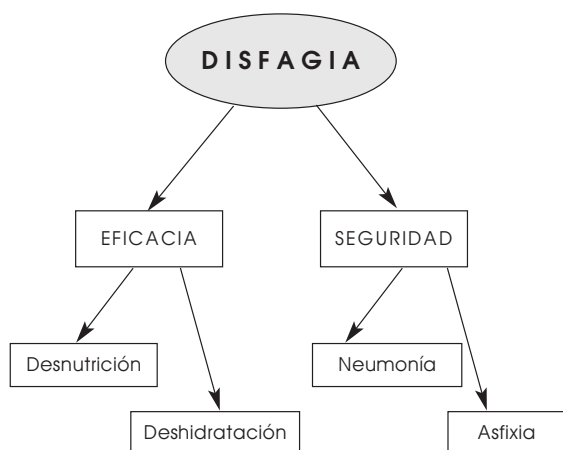 DISFAGIA
EFICACIA
SEGURIDAD
Desnutrición
Neumonía
Deshidratación
Asfixia